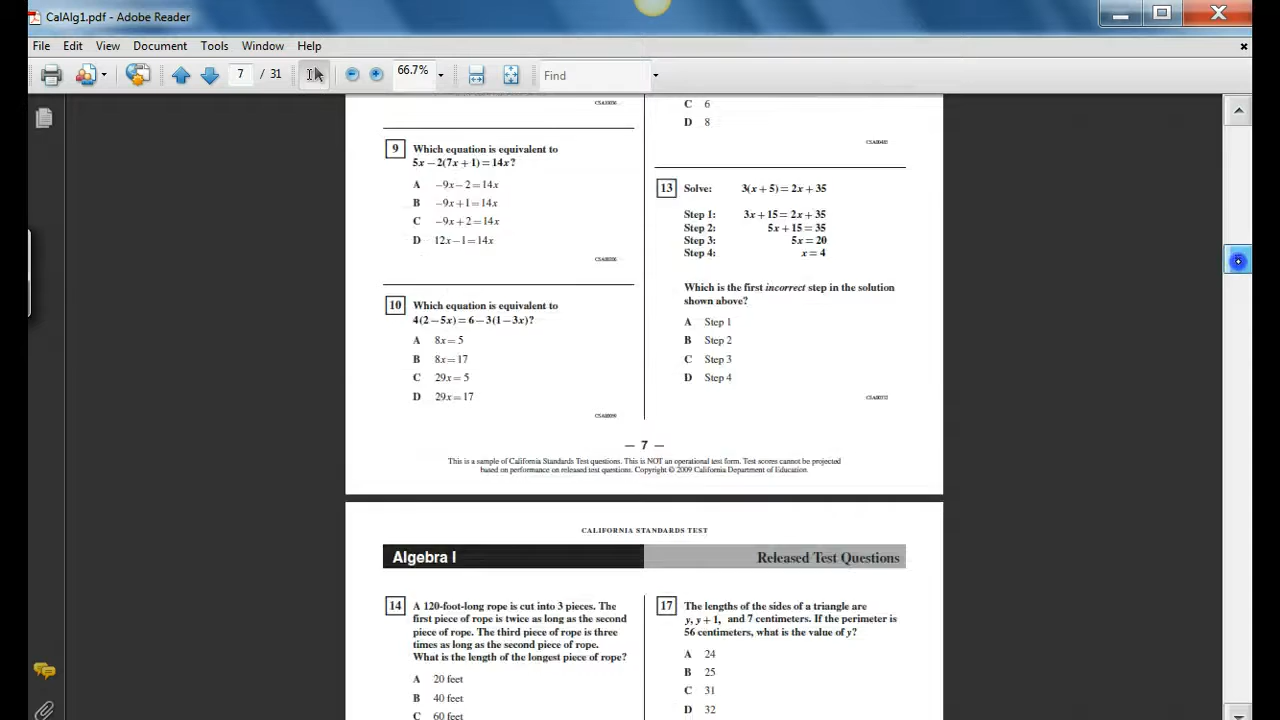 CalAlg1.pdf - Adobe Reader
File Edit View Document Tools Window Help
7 / 31 66.7% Find
9 Which equation is equivalent to
5x − 2(7x + 1) = 14x?
A −9x − 2 = 14x
B −9x + 1 = 14x
C −9x + 2 = 14x
D 12x − 1 = 14x
CSA00206
10 Which equation is equivalent to
4(2 − 5x) = 6 − 3(1 − 3x)?
A 8x = 5
B 8x = 17
C 29x = 5
D 29x = 17
C 6
D 8
13 Solve: 3(x + 5) = 2x + 35
Step 1: 3x + 15 = 2x + 35
Step 2: 5x + 15 = 35
Step 3: 5x = 20
Step 4: x = 4
Which is the first incorrect step in the solution
shown above?
A Step 1
B Step 2
C Step 3
D Step 4
— 7 —
This is a sample of California Standards Test questions. This is NOT an operational test form. Test scores cannot be projected
based on performance on released test questions. Copyright © 2009 California Department of Education.
CALIFORNIA STANDARDS TEST
Algebra I Released Test Questions
14 A 120-foot-long rope is cut into 3 pieces. The
first piece of rope is twice as long as the second
piece of rope. The third piece of rope is three
times as long as the second piece of rope.
What is the length of the longest piece of rope?
A 20 feet
B 40 feet
C 60 feet
17 The lengths of the sides of a triangle are
y, y + 1, and 7 centimeters. If the perimeter is
56 centimeters, what is the value of y?
A 24
B 25
C 31
D 32